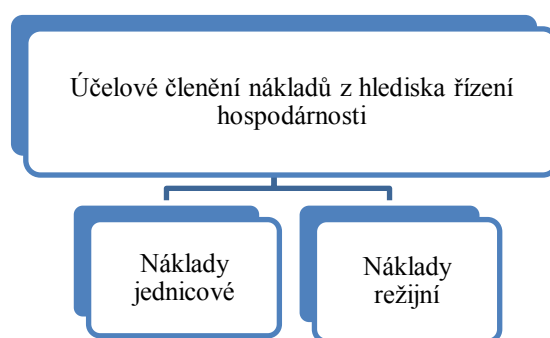 Účelové členění nákladů z hlediska řízení
hospodárnosti
Náklady
jednicové
Náklady
režijní